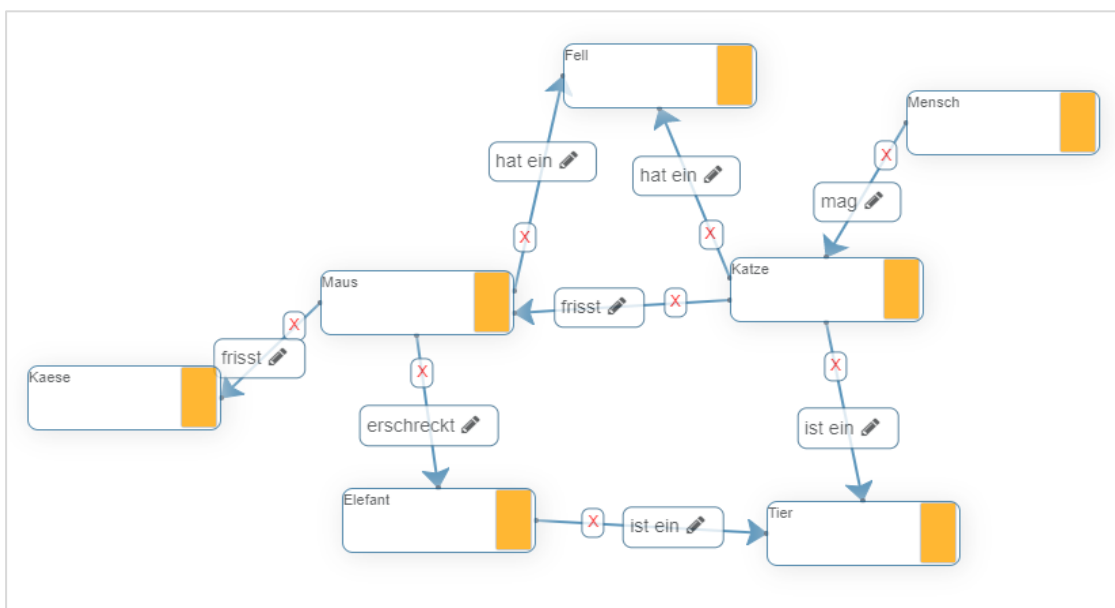 Fell
Mensch
hat ein
hat ein
X
mag
X
X
Maus
Katze
frisst
X
X
frisst
Kaese
X
X
erschreckt
ist ein
Elefant
Tier
X
ist ein